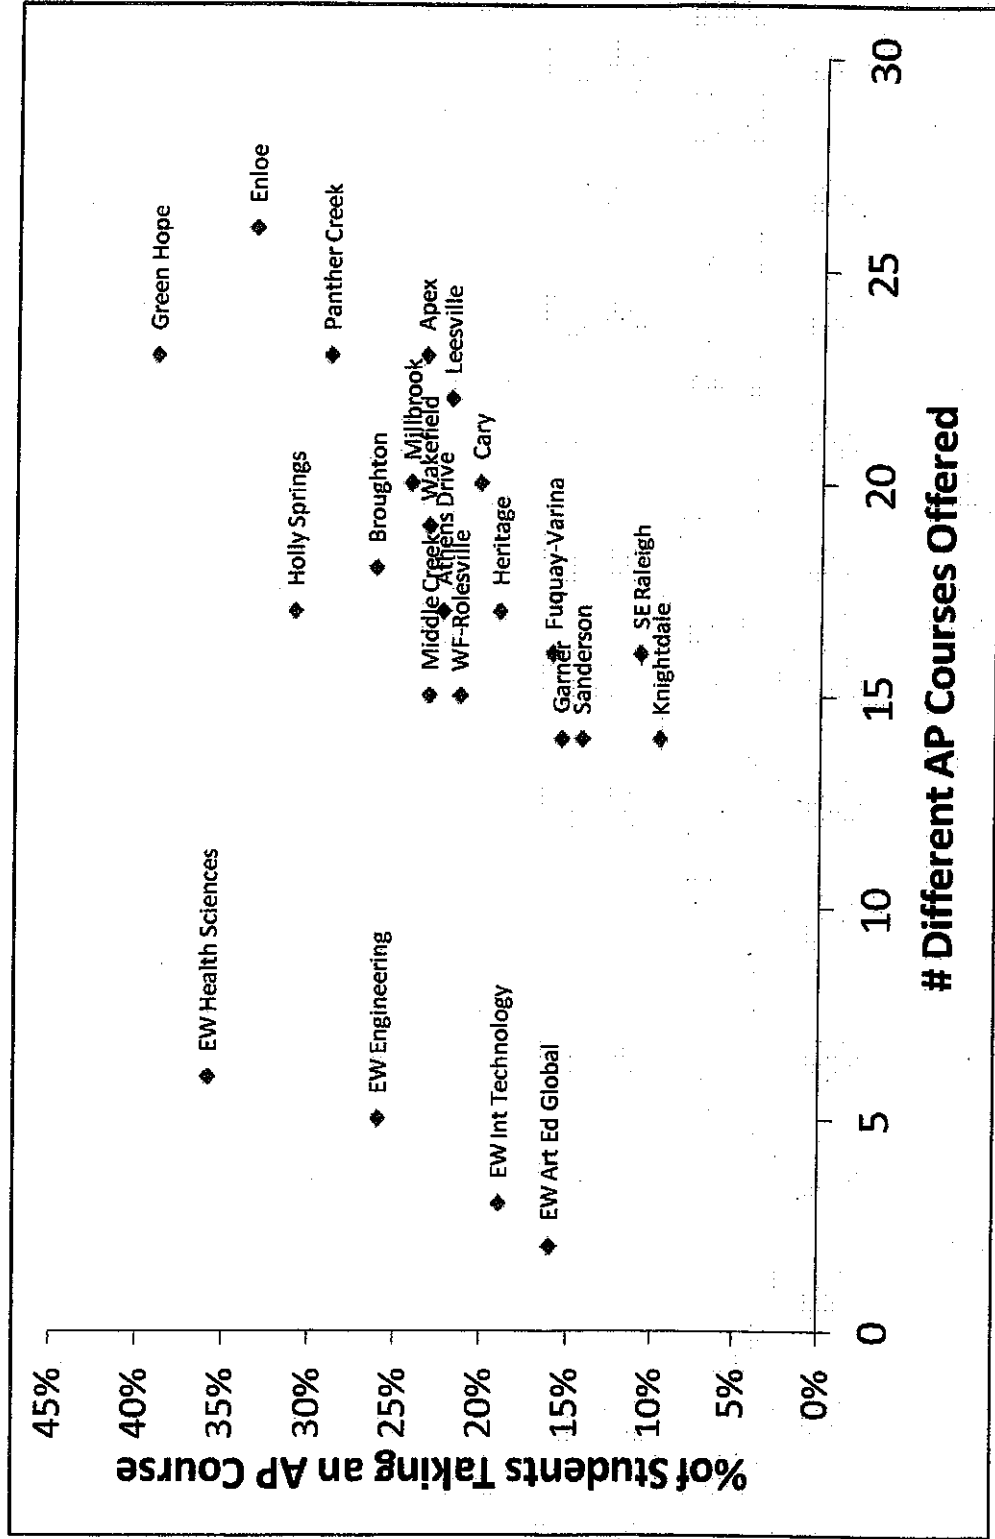 %of Students Taking an AP Course
45%
40%
35%
30%
25%
20%
15%
10%
5%
0%
Green Hope
EW Health Sciences
Enloe
Holly Springs
Panther Creek
Broughton
EW Engineering
Millbrook
Apex
Wakefield
Middle Creek
Athens Drive
Leesville
WF-Rolesville
Cary
Heritage
EW Int Technology
Fuquay-Varina
EW Art Ed Global
Garner
Sanderson
SE Raleigh
Knightdale
0
5
10
15
20
25
30
# Different AP Courses Offered